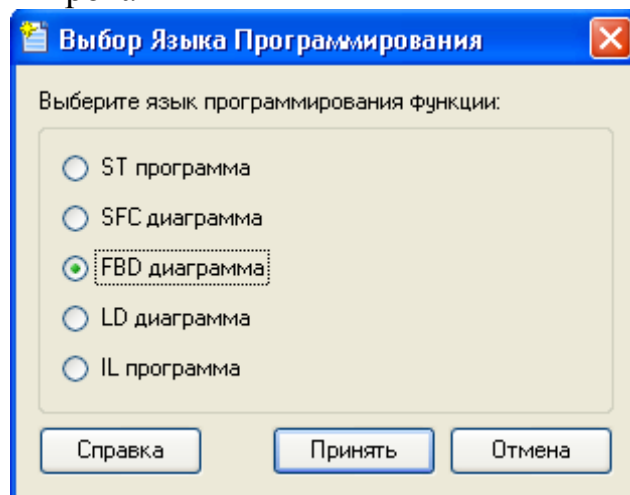 Выбор Языка Программирования
Выберите язык программирования функции:
ST программа
SFC диаграмма
FBD диаграмма
LD диаграмма
IL программа
Справка Принять Отмена